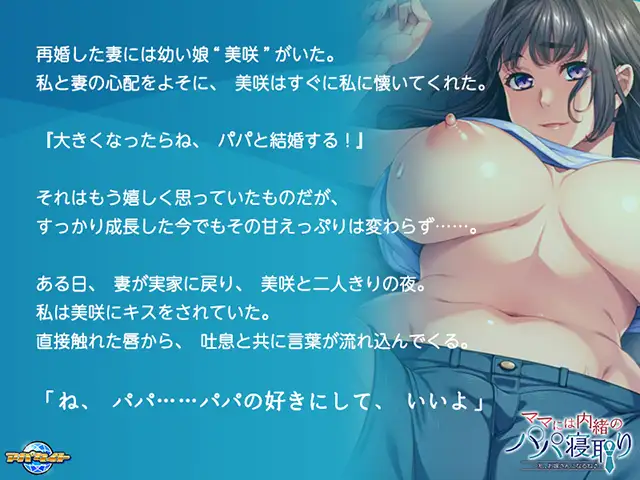 再婚した妻には幼い娘“美咲”がいた。
私と妻の心配をよそに、美咲はすぐに私に懐いてくれた。
『大きくなったらね、パパと結婚する！』
それはもう嬉しく思っていたものだが、
すっかり成長した今でもその甘えっぷりは変わらず……。
ある日、妻が実家に戻り、美咲と二人きりの夜。
私は美咲にキスをされていた。
直接触れた唇から、吐息と共に言葉が流れ込んでくる。
「ね、パパ……パパの好きにして、いいよ」
ママには内緒の
パパ寝取り